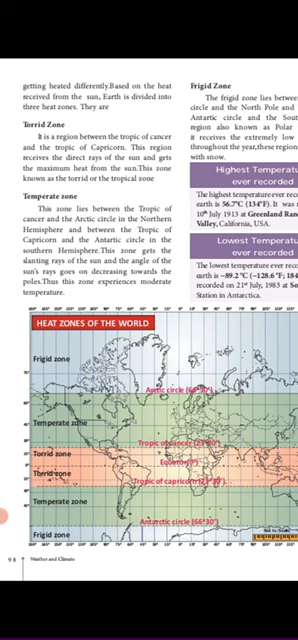 getting heated differently.Based on the heat
received from the sun, Earth is divided into
three heat zones. They are
Torrid Zone
It is a region between the tropic of cancer
and the tropic of Capricorn. This region
receives the direct rays of the sun and gets
the maximum heat from the sun.This zone
known as the torrid or the tropical zone
Temperate zone
This zone lies between the Tropic of
cancer and the Arctic circle in the Northern
Hemisphere and between the Tropic of
Capricorn and the Antarctic circle in the
southern Hemisphere.This zone gets the
slanting rays of the sun and the angle of the
sun's rays goes on decreasing towards the
poles.Thus this zone experiences moderate
temperature.
Frigid Zone
The frigid zone lies between
circle and the North Pole and
Antarctic circle and the Sout
region also known as Polar
it receives the extremely low
throughout the year,these regions
with snow.
Highest Temperatu
ever recorded
The highest temperature ever reco
earth is 56.7°C (134°F). It was r
10th July 1913 at Greenland Ran
Valley, California, USA.
Lowest Temperatu
ever recorded
The lowest temperature ever reco
earth is −89.2 °C (−128.6 °F; 184
recorded on 21st July, 1983 at So
Station in Antarctica.
HEAT ZONES OF THE WORLD
Frigid zone
Arctic circle (66°30')
Temperate zone
Tropic of cancer (23°30')
Torrid zone
Equator(0°)
Torrid zone
Tropic of capricorn (23°30')
Temperate zone
Antarctic circle (66°30')
Not to Scale
Frigid zone
98 Weather and Climate